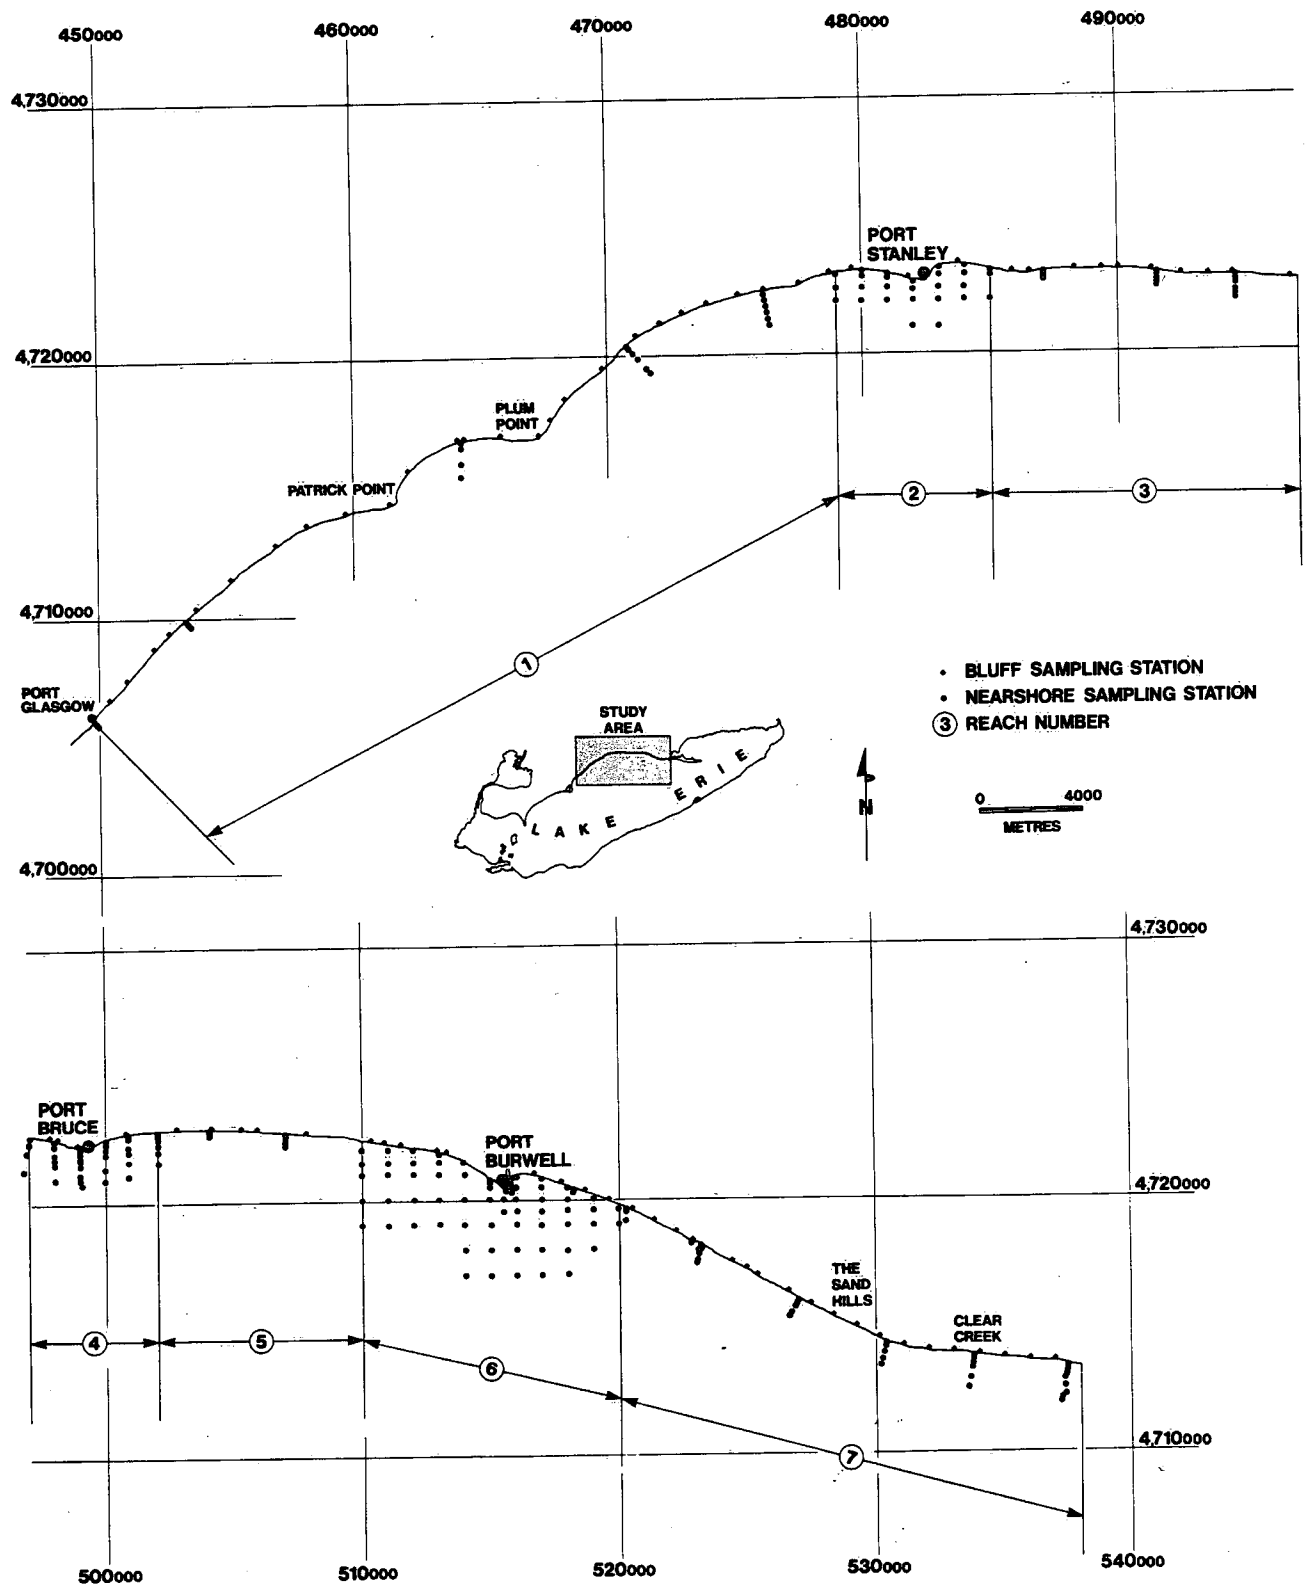 450000
460000
470000
480000
490000
4,730000
PORT
STANLEY
4,720000
PLUM
POINT
PATRICK POINT
2
3
4,710000
1
PORT
GLASGOW
BLUFF SAMPLING STATION
NEARSHORE SAMPLING STATION
3 REACH NUMBER
STUDY
AREA
LAKE ERIE
N
0 4000
METRES
4,700000
4,730000
PORT
BRUCE
PORT
BURWELL
4,720000
THE
SAND
HILLS
CLEAR
CREEK
4
5
6
7
4,710000
500000
510000
520000
530000
540000